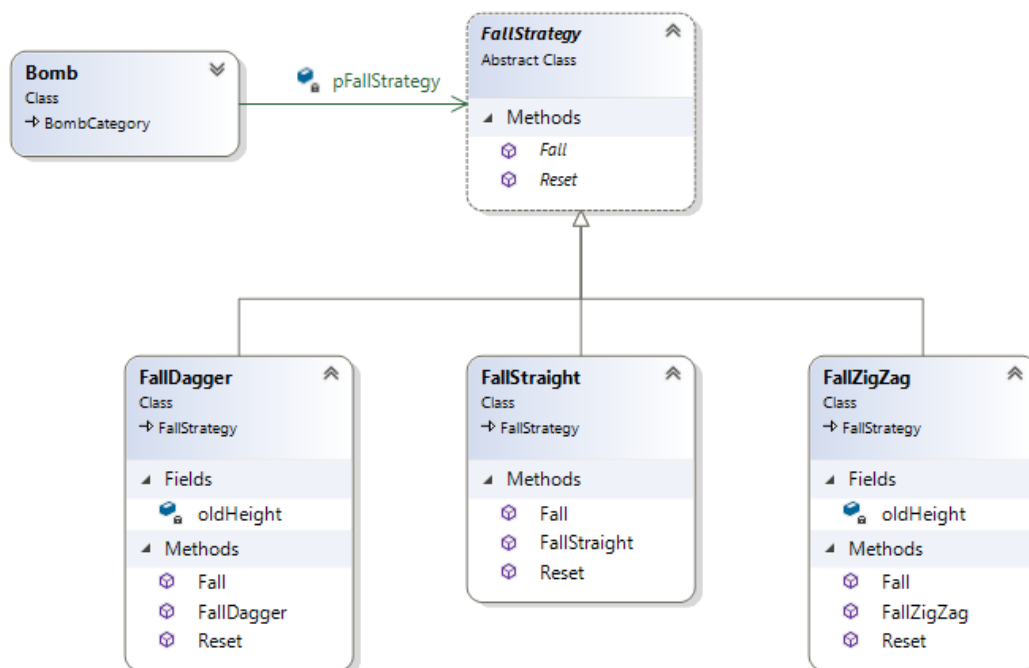 Bomb
Class
BombCategory
pFallStrategy
FallStrategy
Abstract Class
Methods
Fall
Reset
FallDagger
Class
FallStrategy
Fields
oldHeight
Methods
Fall
FallDagger
Reset
FallStraight
Class
FallStrategy
Methods
Fall
FallStraight
Reset
FallZigZag
Class
FallStrategy
Fields
oldHeight
Methods
Fall
FallZigZag
Reset